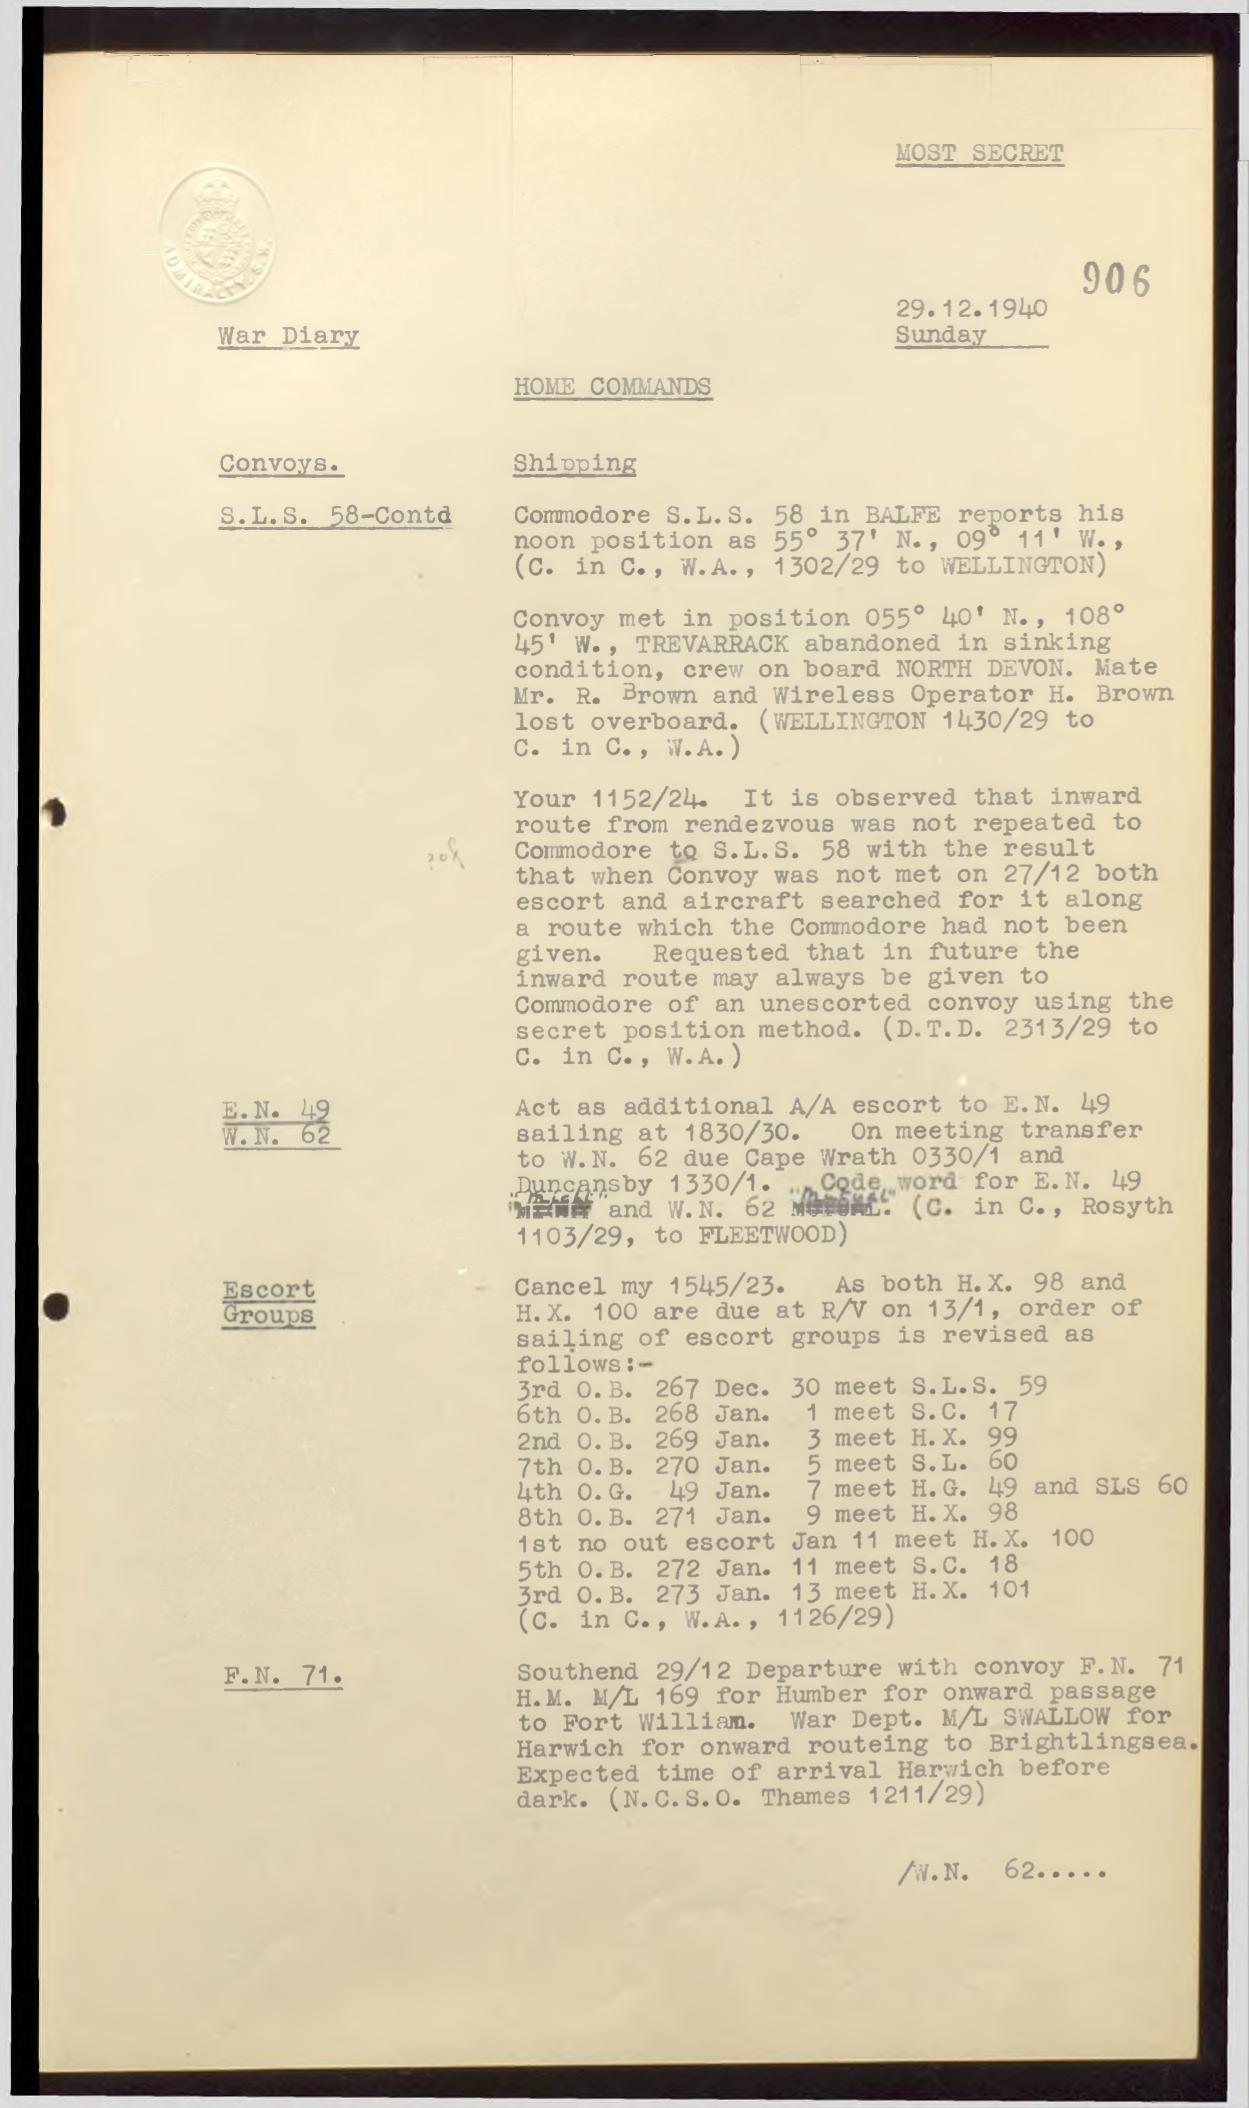 MOST SECRET
ADMIRALTY. S.W.
906
29.12.1940
War Diary
Sunday
HOME COMMANDS
Convoys.
Shipping
S.L.S. 58-Contd
Commodore S.L.S. 58 in BALFE reports his
noon position as 55° 37' N., 09° 11' W.,
(C. in C., W.A., 1302/29 to WELLINGTON)
Convoy met in position 055° 40' N., 108°
45' W., TREVARRACK abandoned in sinking
condition, crew on board NORTH DEVON. Mate
Mr. R. Brown and Wireless Operator H. Brown
lost overboard. (WELLINGTON 1430/29 to
C. in C., W.A.)
Your 1152/24. It is observed that inward
route from rendezvous was not repeated to
Commodore to S.L.S. 58 with the result
that when Convoy was not met on 27/12 both
escort and aircraft searched for it along
a route which the Commodore had not been
given. Requested that in future the
inward route may always be given to
Commodore of an unescorted convoy using the
secret position method. (D.T.D. 2313/29 to
C. in C., W.A.)
E.N. 49
W.N. 62
Act as additional A/A escort to E.N. 49
sailing at 1830/30. On meeting transfer
to W.N. 62 due Cape Wrath 0330/1 and
Duncansby 1330/1. Code word for E.N. 49
and W.N. 62 "Mutual". (C. in C., Rosyth
1103/29, to FLEETWOOD)
Escort
Groups
Cancel my 1545/23. As both H.X. 98 and
H.X. 100 are due at R/V on 13/1, order of
sailing of escort groups is revised as
follows:-
3rd O.B. 267 Dec. 30 meet S.L.S. 59
6th O.B. 268 Jan. 1 meet S.C. 17
2nd O.B. 269 Jan. 3 meet H.X. 99
7th O.B. 270 Jan. 5 meet S.L. 60
4th O.G. 49 Jan. 7 meet H.G. 49 and SLS 60
8th O.B. 271 Jan. 9 meet H.X. 98
1st no out escort Jan 11 meet H.X. 100
5th O.B. 272 Jan. 11 meet S.C. 18
3rd O.B. 273 Jan. 13 meet H.X. 101
(C. in C., W.A., 1126/29)
F.N. 71.
Southend 29/12 Departure with convoy F.N. 71
H.M. M/L 169 for Humber for onward passage
to Fort William. War Dept. M/L SWALLOW for
Harwich for onward routeing to Brightlingsea.
Expected time of arrival Harwich before
dark. (N.C.S.O. Thames 1211/29)
/W.N. 62.....